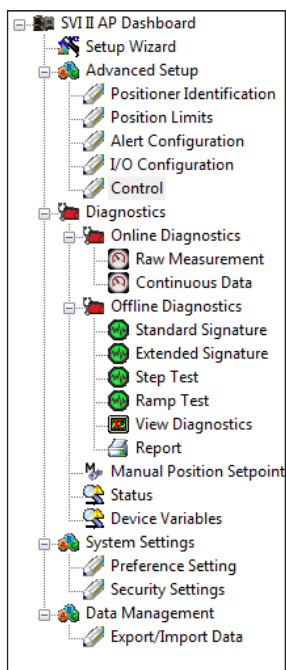 SVI II AP Dashboard
Setup Wizard
Advanced Setup
Positioner Identification
Position Limits
Alert Configuration
I/O Configuration
Control
Diagnostics
Online Diagnostics
Raw Measurement
Continuous Data
Offline Diagnostics
Standard Signature
Extended Signature
Step Test
Ramp Test
View Diagnostics
Report
Manual Position Setpoint
Status
Device Variables
System Settings
Preference Setting
Security Settings
Data Management
Export/Import Data